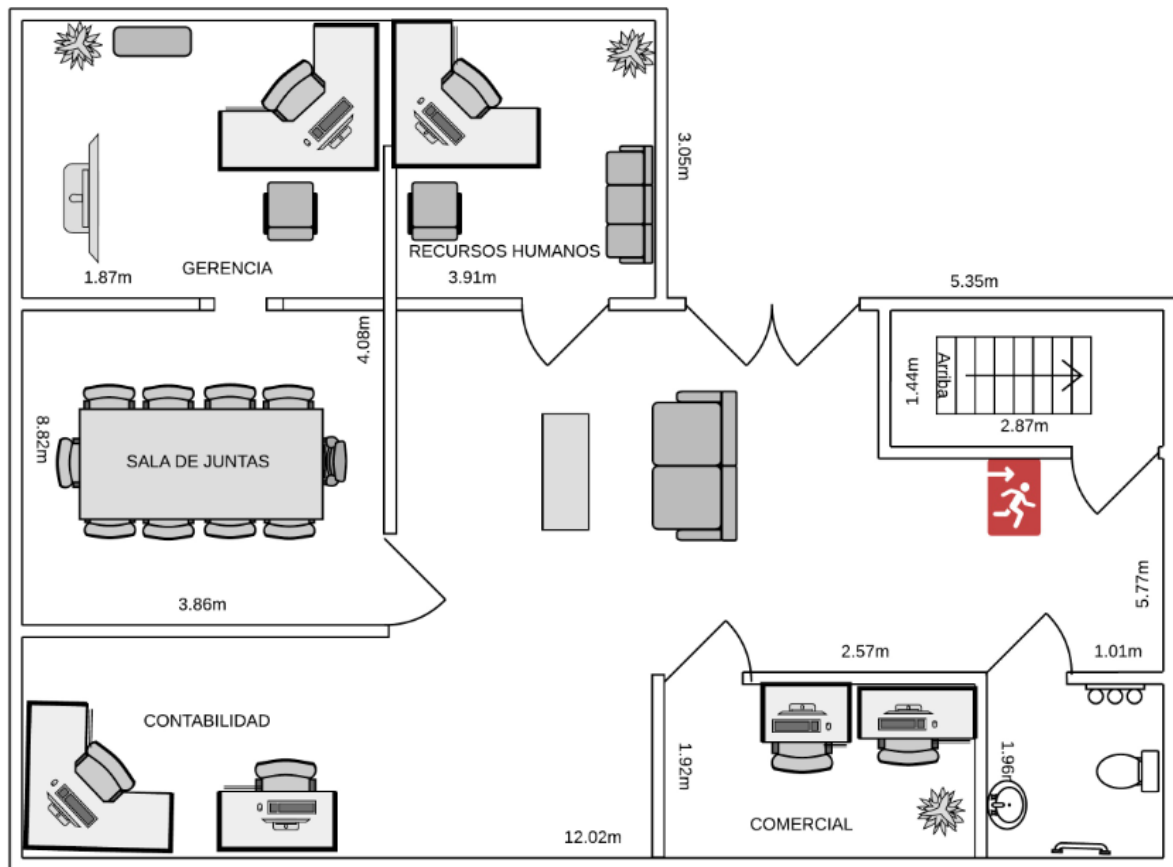 3.05m
RECURSOS HUMANOS
GERENCIA
1.87m
3.91m
5.35m
4.08m
Arriba
1.44m
2.87m
8.82m
SALA DE JUNTAS
5.77m
3.86m
2.57m
1.01m
CONTABILIDAD
1.92m
1.96m
COMERCIAL
12.02m